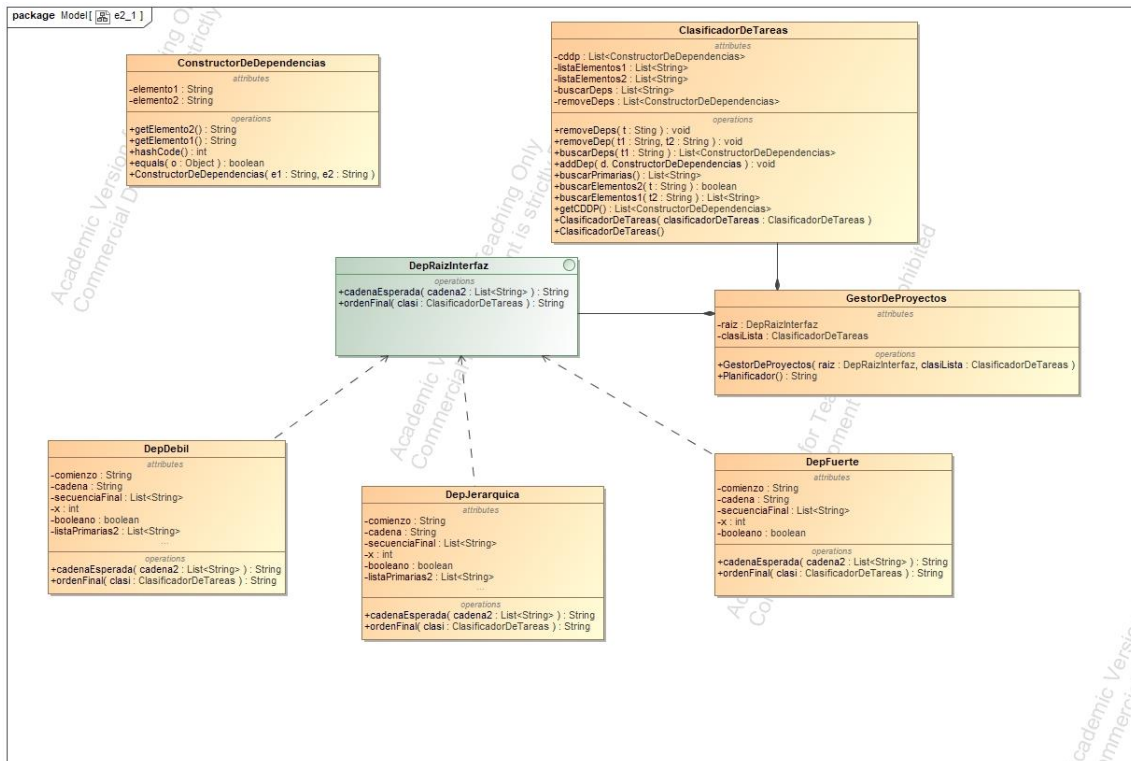 package Model[ e2_1 ]
ConstructorDeDependencias
attributes
-elemento1 : String
-elemento2 : String
operations
+getElemento2() : String
+getElemento1() : String
+hashCode() : int
+equals( o : Object ) : boolean
+ConstructorDeDependencias( e1 : String, e2 : String )
ClasificadorDeTareas
attributes
-cddp : List<ConstructorDeDependencias>
-listaElementos1 : List<String>
-listaElementos2 : List<String>
-buscarDeps : List<String>
-removeDeps : List<ConstructorDeDependencias>
operations
+removeDeps( t : Sting ) : void
+removeDep( t1 : String, t2 : String ) : void
+buscarDeps( t1 : String ) : List<ConstructorDeDependencias>
+addDep( d. ConstructorDeDependencias ) : void
+buscarPrimarias() : List<String>
+buscarElementos2( t : String ) : boolean
+buscarElementos1( t2 : String ) : List<String>
+getCDDP() : List<ConstructorDeDependencias>
+ClasificadorDeTareas( clasificadorDeTareas : ClasificadorDeTareas )
+ClasificadorDeTareas()
DepRaizInterfaz
operations
+cadenaEsperada( cadena2 : List<String> ) : String
+ordenFinal( clasi : ClasificadorDeTareas ) : String
GestorDeProyectos
attributes
-raiz : DepRaizInterfaz
-clasiLista : ClasificadorDeTareas
operations
+GestorDeProyectos( raiz : DepRaizInterfaz, clasiLista : ClasificadorDeTareas )
+Planificador() : String
DepDebil
attributes
-comienzo : String
-cadena : String
-secuenciaFinal : List<String>
-x : int
-booleano : boolean
-listaPrimarias2 : List<String>
...
operations
+cadenaEsperada( cadena2 : List<String> ) : String
+ordenFinal( clasi : ClasificadorDeTareas ) : String
DepJerarquica
attributes
-comienzo : String
-cadena : String
-secuenciaFinal : List<String>
-x : int
-booleano : boolean
-listaPrimarias2 : List<String>
...
operations
+cadenaEsperada( cadena2 : List<String> ) : String
+ordenFinal( clasi : ClasificadorDeTareas ) : String
DepFuerte
attributes
-comienzo : String
-cadena : String
-secuenciaFinal : List<String>
-x : int
-booleano : boolean
operations
+cadenaEsperada( cadena2 : List<String> ) : String
+ordenFinal( clasi : ClasificadorDeTareas ) : String